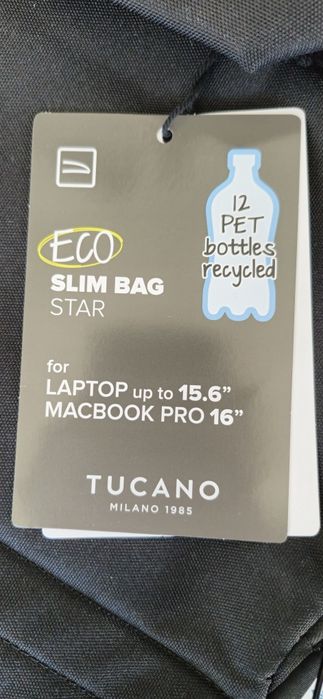 12
PET
bottles
recycled
ECO
SLIM BAG
STAR
for
LAPTOP up to 15.6”
MACBOOK PRO 16”
TUCANO
MILANO 1985